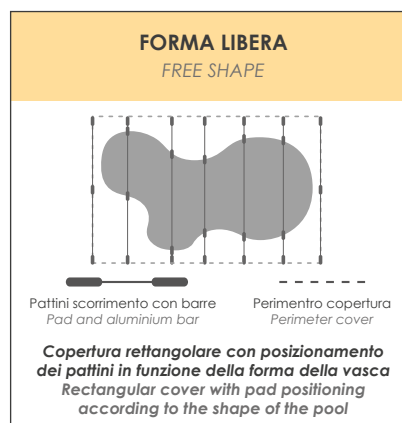 FORMA LIBERA
FREE SHAPE
Pattini scorrimento con barre
Pad and aluminium bar
Perimentro copertura
Perimeter cover
Copertura rettangolare con posizionamento
dei pattini in funzione della forma della vasca
Rectangular cover with pad positioning
according to the shape of the pool